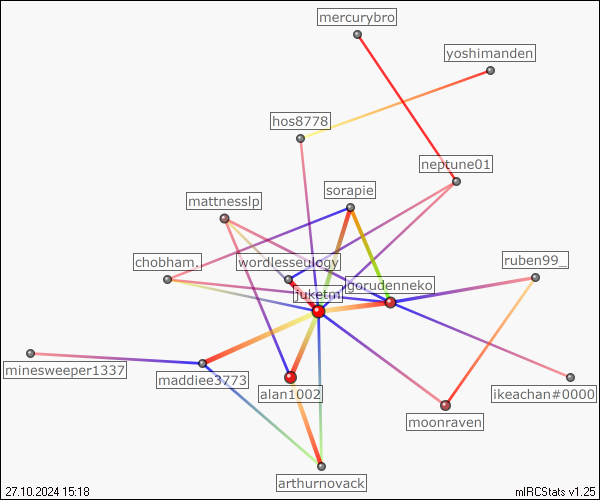 mercurybro
yoshimanden
hos8778
neptune01
sorapie
mattnesslp
wordlesseulogy
chobham.
ruben99_
gorudenneko
juketm
minesweeper1337
maddiee3773
alan1002
ikeachan#0000
moonraven
arthurnovack
27.10.2024 15:18
mIRCStats v1.25